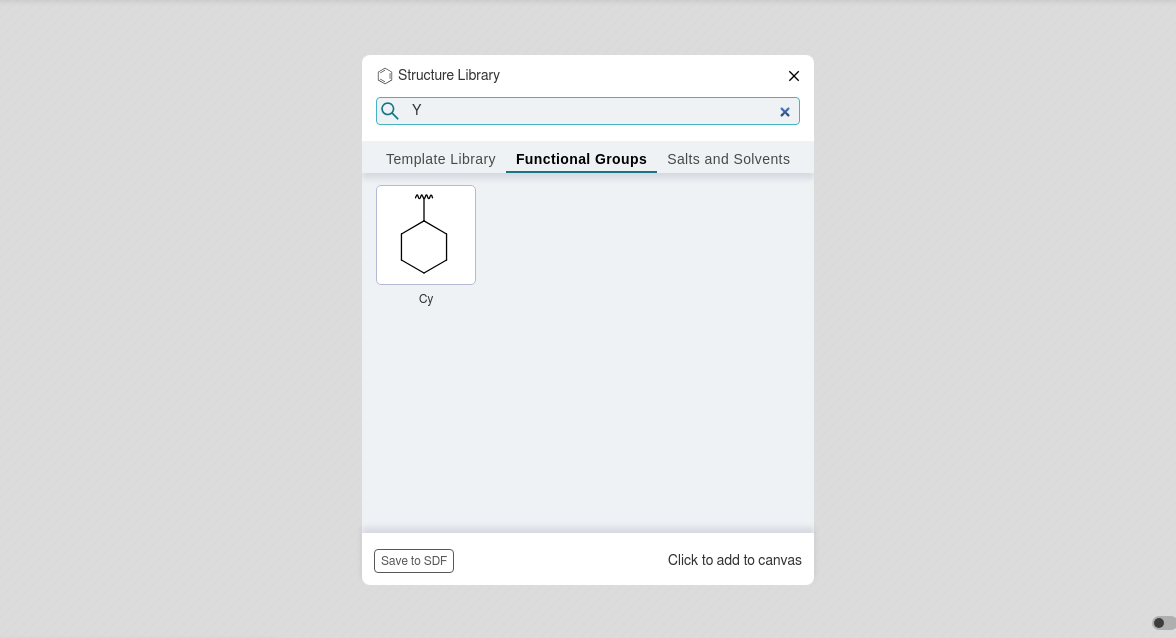 Structure Library
Y
Template Library
Functional Groups
Salts and Solvents
Cy
Save to SDF
Click to add to canvas